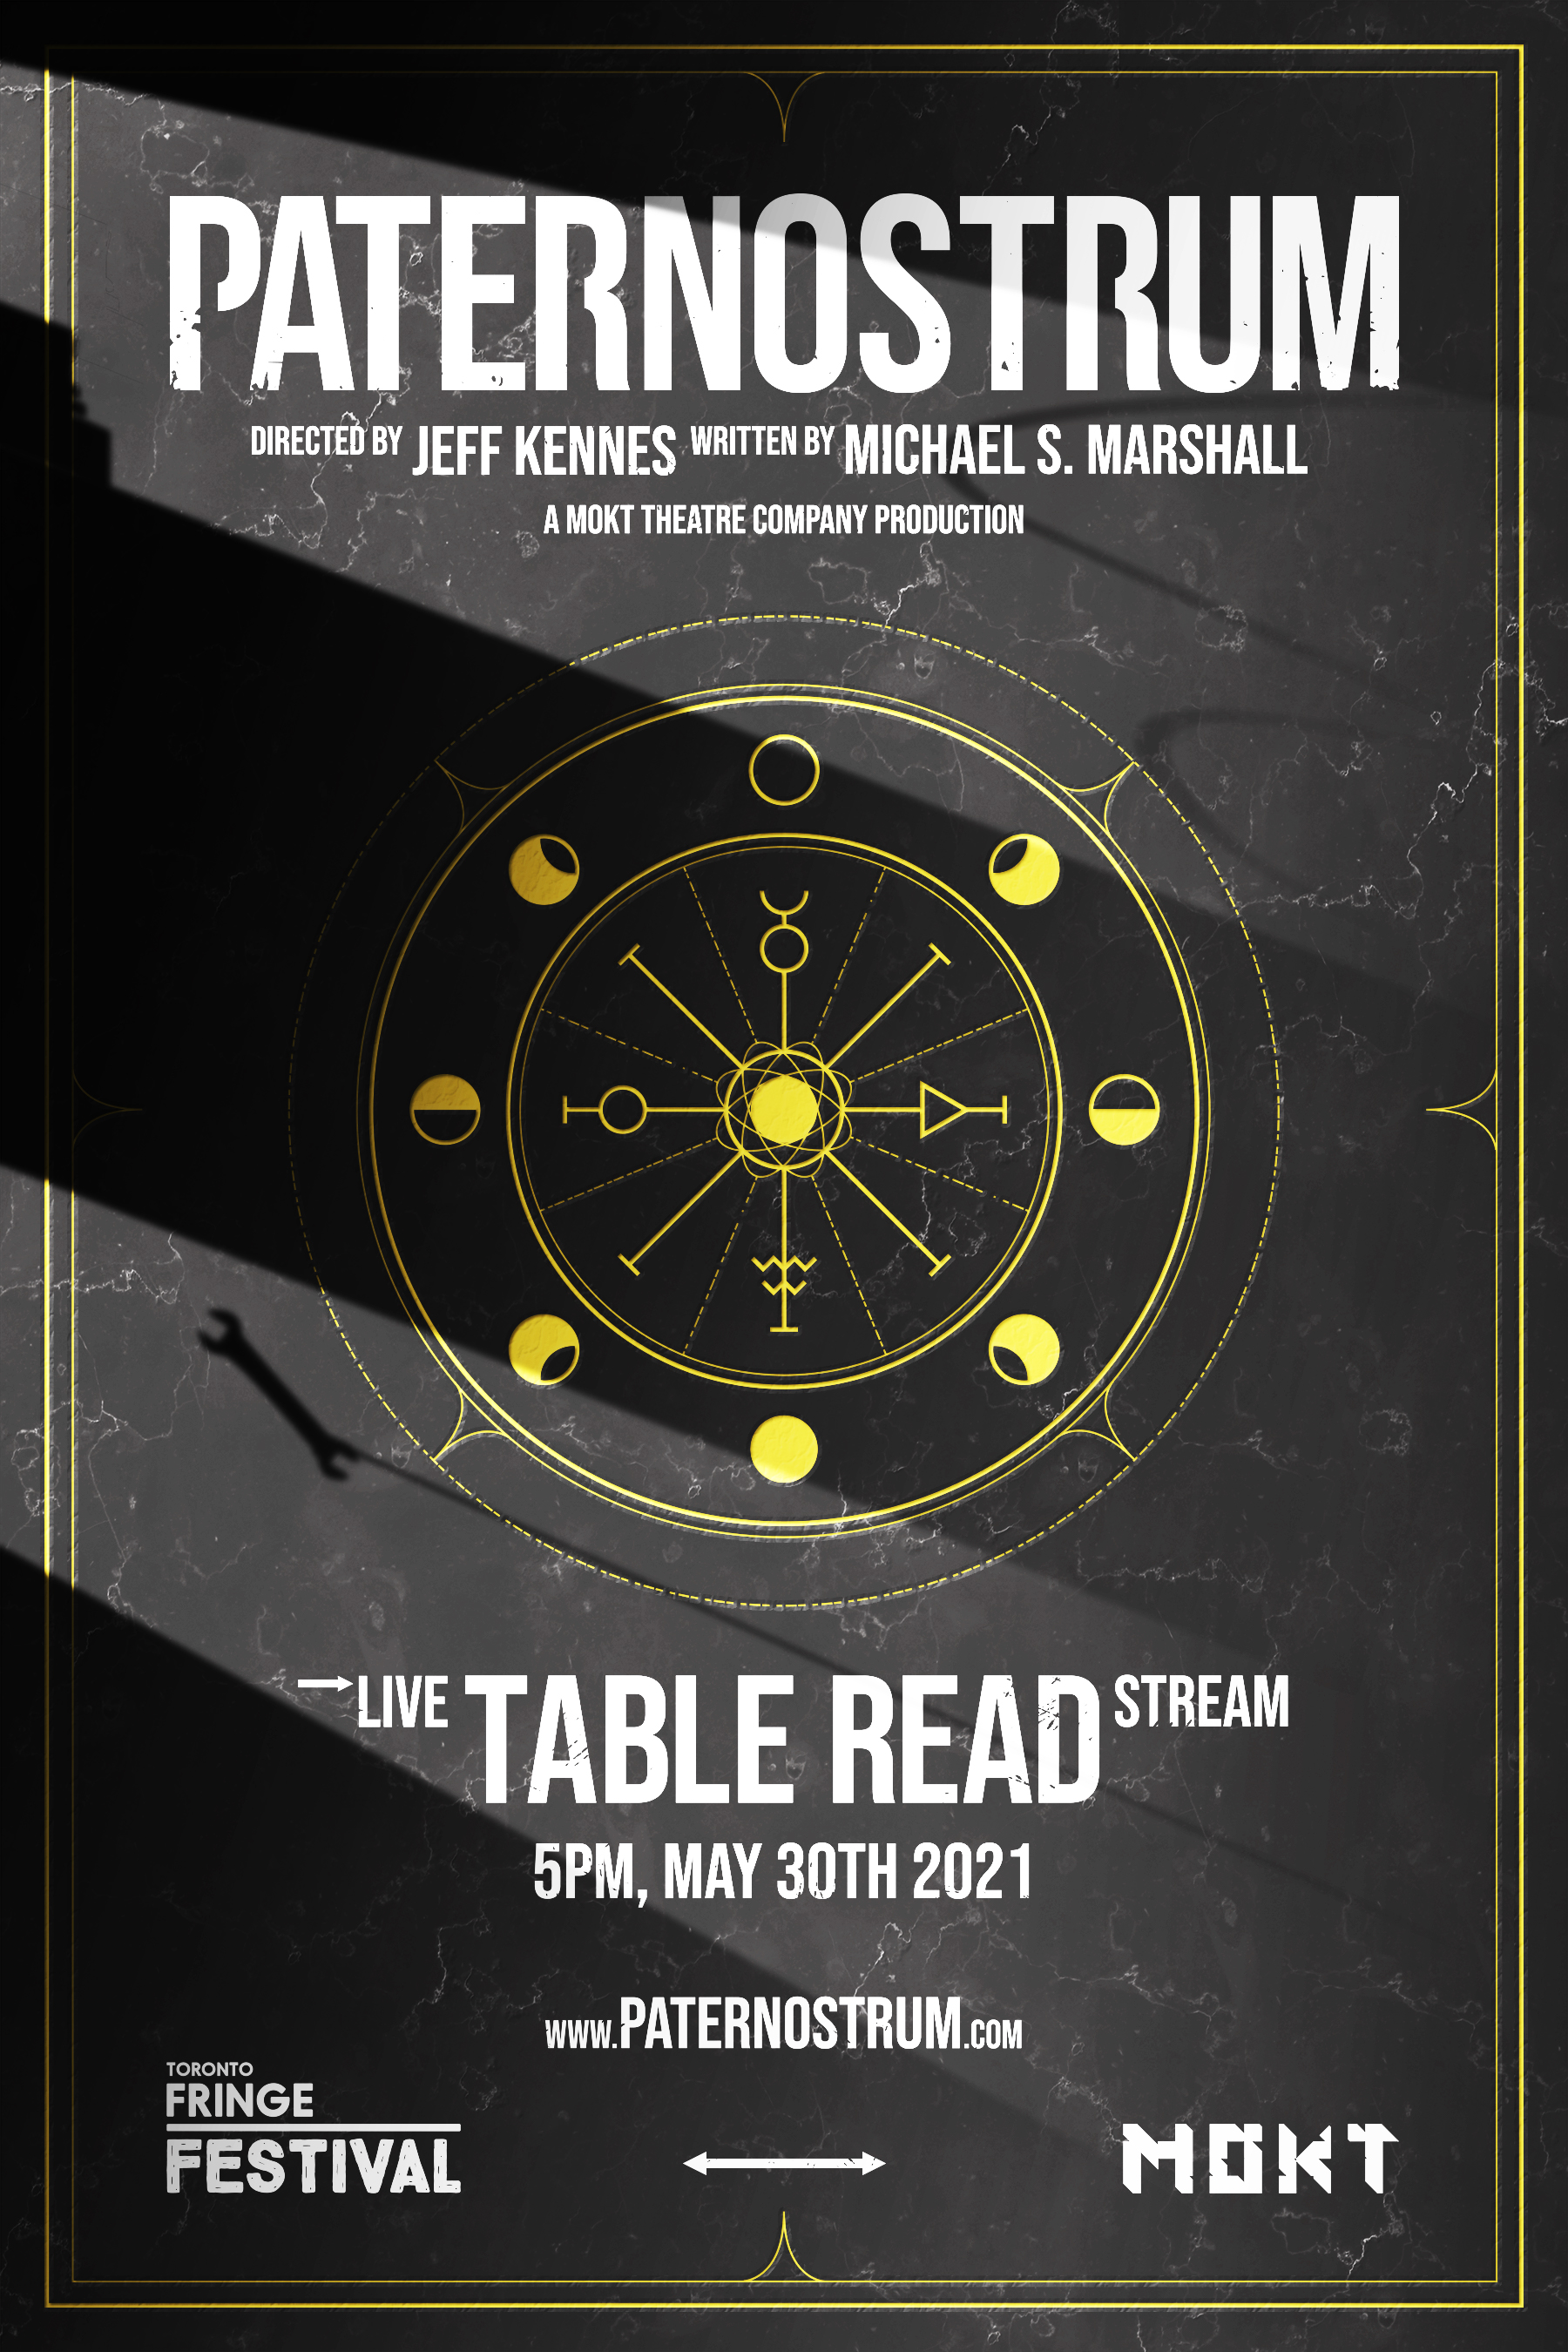 PATERNOSTRUM
DIRECTED BY JEFF KENNES WRITTEN BY MICHAEL S. MARSHALL
A MOKT THEATRE COMPANY PRODUCTION
LIVE TABLE READ STREAM
5PM, MAY 30TH 2021
WWW.PATERNOSTRUM.COM
TORONTO
FRINGE
FESTIVAL
MOKT